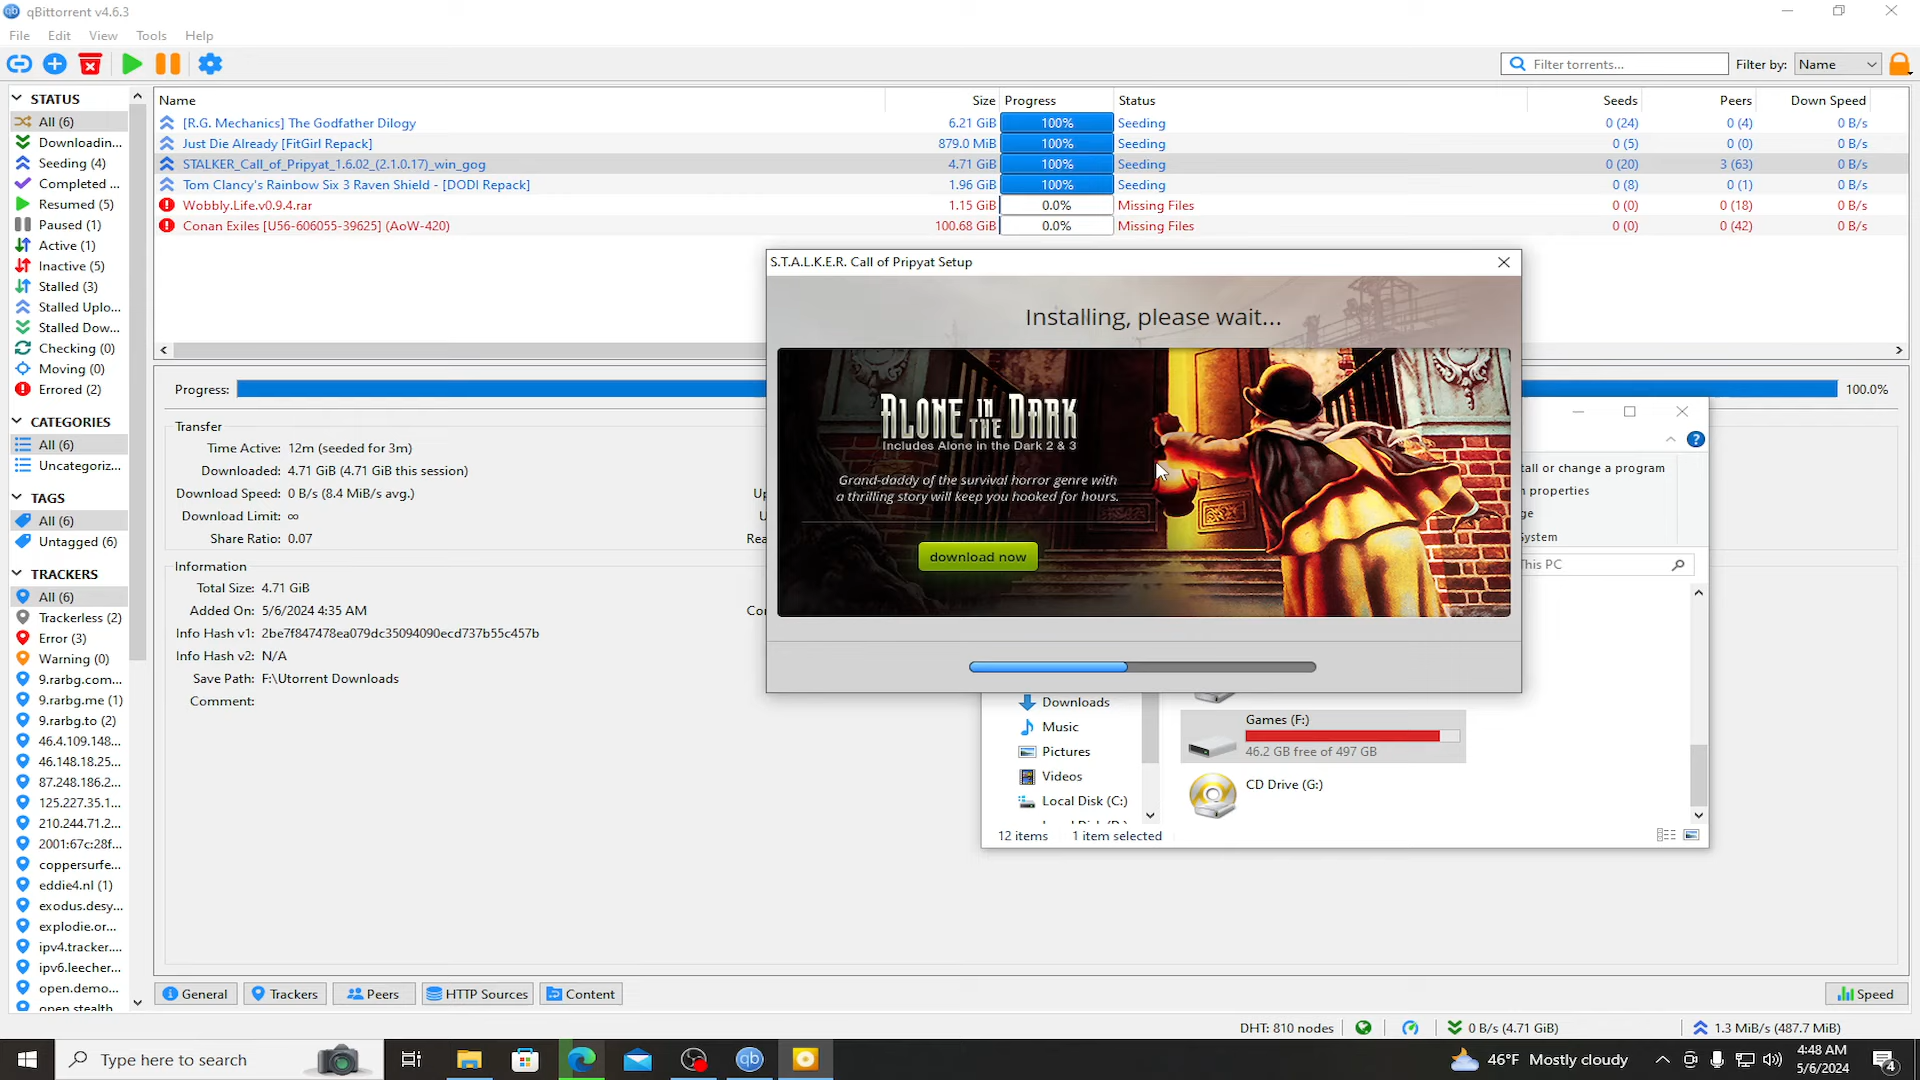 qBittorrent v4.6.3
File Edit View Tools Help
Filter torrents... Filter by: Name
STATUS
All (6)
Downloadin...
Seeding (4)
Completed ...
Resumed (5)
Paused (1)
Active (1)
Inactive (5)
Stalled (3)
Stalled Uplo...
Stalled Dow...
Checking (0)
Moving (0)
Errored (2)
CATEGORIES
All (6)
Uncategoriz...
TAGS
All (6)
Untagged (6)
TRACKERS
All (6)
Trackerless (2)
Error (3)
Warning (0)
9.rarbg.com...
9.rarbg.me (1)
9.rarbg.to (2)
46.4.109.148...
46.148.18.25...
87.248.186.2...
125.227.35.1...
210.244.71.2...
2001:67c:28f...
coppersurfe...
eddie4.nl (1)
exodus.desy...
explodie.or...
ipv4.tracker....
ipv6.leecher...
open.demo...
open.stealth
Name Size Progress Status Seeds Peers Down Speed
[R.G. Mechanics] The Godfather Dilogy 6.21 GiB 100% Seeding 0 (24) 0 (4) 0 B/s
Just Die Already [FitGirl Repack] 879.0 MiB 100% Seeding 0 (5) 0 (0) 0 B/s
STALKER_Call_of_Pripyat_1.6.02_(2.1.0.17)_win_gog 4.71 GiB 100% Seeding 0 (20) 3 (63) 0 B/s
Tom Clancy's Rainbow Six 3 Raven Shield - [DODI Repack] 1.96 GiB 100% Seeding 0 (8) 0 (1) 0 B/s
Wobbly.Life.v0.9.4.rar 1.15 GiB 0.0% Missing Files 0 (0) 0 (18) 0 B/s
Conan Exiles [U56-606055-39625] (AoW-420) 100.68 GiB 0.0% Missing Files 0 (0) 0 (42) 0 B/s
Progress: 100.0%
Transfer
Time Active: 12m (seeded for 3m)
Downloaded: 4.71 GiB (4.71 GiB this session)
Download Speed: 0 B/s (8.4 MiB/s avg.) Up
Download Limit: ∞ U
Share Ratio: 0.07 Rea
Information
Total Size: 4.71 GiB
Added On: 5/6/2024 4:35 AM Cor
Info Hash v1: 2be7f847478ea079dc35094090ecd737b55c457b
Info Hash v2: N/A
Save Path: F:\Utorrent Downloads
Comment:
S.T.A.L.K.E.R. Call of Pripyat Setup
Installing, please wait...
ALONE IN THE DARK
Includes Alone in the Dark 2 & 3
Grand-daddy of the survival horror genre with
a thrilling story will keep you hooked for hours.
download now
tall or change a program
n properties
ge
System
This PC
Downloads
Music
Pictures
Videos
Local Disk (C:)
Games (F:)
46.2 GB free of 497 GB
CD Drive (G:)
12 items 1 item selected
General Trackers Peers HTTP Sources Content Speed
DHT: 810 nodes 0 B/s (4.71 GiB) 1.3 MiB/s (487.7 MiB)
Type here to search 46°F Mostly cloudy 4:48 AM
5/6/2024
4